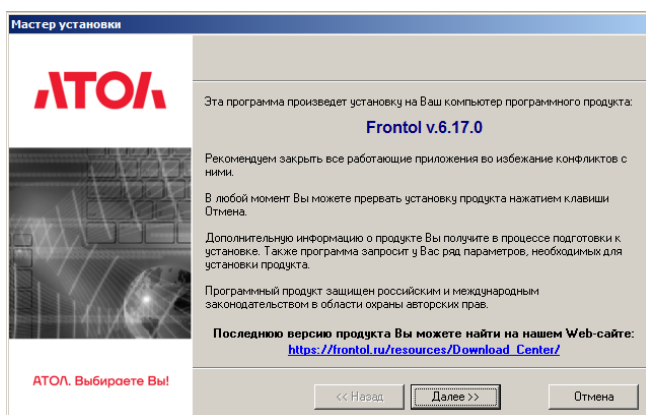 Мастер установки
АТОЛ
Эта программа произведет установку на Ваш компьютер программного продукта:
Frontol v.6.17.0
Рекомендуем закрыть все работающие приложения во избежание конфликтов с
ними.
В любой момент Вы можете прервать установку продукта нажатием клавиши
Отмена.
Дополнительную информацию о продукте Вы получите в процессе подготовки к
установке. Также программа запросит у Вас ряд параметров, необходимых для
установки продукта.
Программный продукт защищен российским и международным
законодательством в области охраны авторских прав.
Последнюю версию продукта Вы можете найти на нашем Web-сайте:
https://frontol.ru/resources/Download_Center/
АТОЛ. Выбираете Вы!
<< Назад Далее >> Отмена